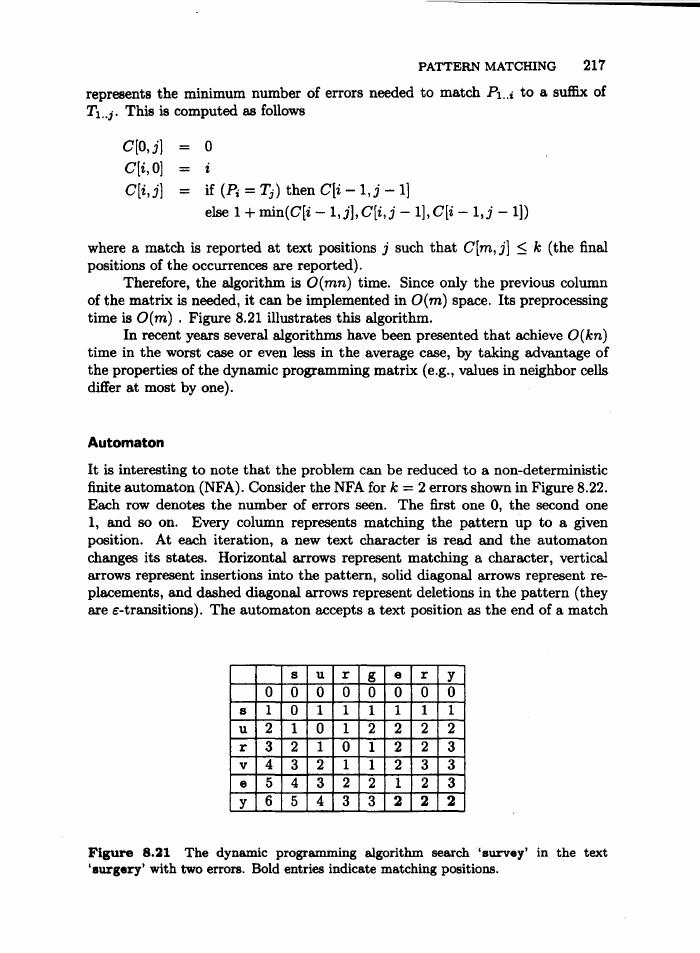 PATTERN MATCHING 217
represents the minimum number of errors needed to match P₁..ᵢ to a suffix of
T₁..ⱼ. This is computed as follows
C[0, j] = 0
C[i, 0] = i
C[i, j] = if (Pᵢ = Tⱼ) then C[i − 1, j − 1]
else 1 + min(C[i − 1, j], C[i, j − 1], C[i − 1, j − 1])
where a match is reported at text positions j such that C[m, j] ≤ k (the final
positions of the occurrences are reported).
Therefore, the algorithm is O(mn) time. Since only the previous column
of the matrix is needed, it can be implemented in O(m) space. Its preprocessing
time is O(m) . Figure 8.21 illustrates this algorithm.
In recent years several algorithms have been presented that achieve O(kn)
time in the worst case or even less in the average case, by taking advantage of
the properties of the dynamic programming matrix (e.g., values in neighbor cells
differ at most by one).
Automaton
It is interesting to note that the problem can be reduced to a non-deterministic
finite automaton (NFA). Consider the NFA for k = 2 errors shown in Figure 8.22.
Each row denotes the number of errors seen. The first one 0, the second one
1, and so on. Every column represents matching the pattern up to a given
position. At each iteration, a new text character is read and the automaton
changes its states. Horizontal arrows represent matching a character, vertical
arrows represent insertions into the pattern, solid diagonal arrows represent re-
placements, and dashed diagonal arrows represent deletions in the pattern (they
are ε-transitions). The automaton accepts a text position as the end of a match
s u r g e r y
0 0 0 0 0 0 0 0
s 1 0 1 1 1 1 1 1
u 2 1 0 1 2 2 2 2
r 3 2 1 0 1 2 2 3
v 4 3 2 1 1 2 3 3
e 5 4 3 2 2 1 2 3
y 6 5 4 3 3 2 2 2
Figure 8.21 The dynamic programming algorithm search 'survey' in the text
'surgery' with two errors. Bold entries indicate matching positions.